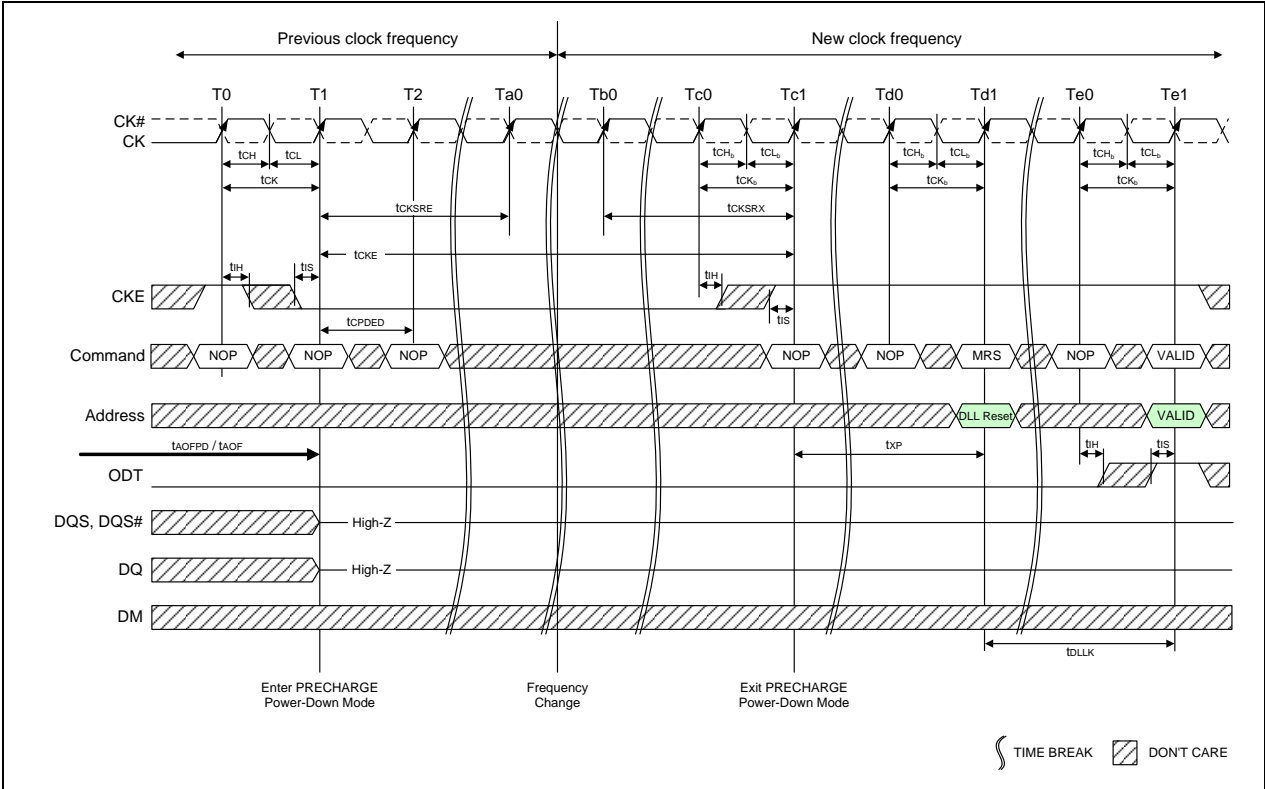 Previous clock frequency New clock frequency
T0 T1 T2 Ta0 Tb0 Tc0 Tc1 Td0 Td1 Te0 Te1
CK#
CK
tCH tCL tCHb tCLb tCHb tCLb tCHb tCLb
tCK tCKb tCKb tCKb
tCKSRE tCKSRX
tCKE
tIH tIS tIH
CKE
tIS
tCPDED
Command NOP NOP NOP NOP NOP MRS NOP VALID
Address DLL Reset VALID
tAOFPD / tAOF tXP tIH tIS
ODT
DQS, DQS# High-Z
DQ High-Z
DM
tDLLK
Enter PRECHARGE Frequency Exit PRECHARGE
Power-Down Mode Change Power-Down Mode
TIME BREAK DON'T CARE